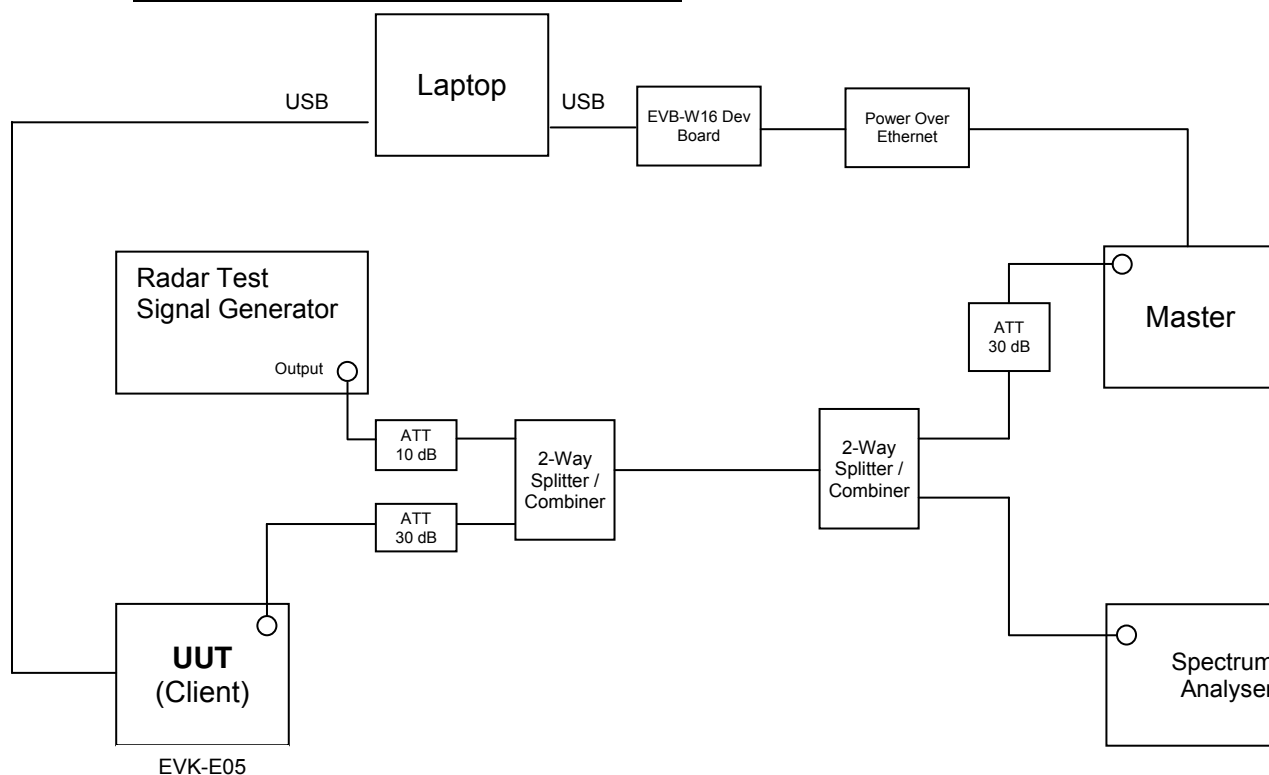 Laptop
USB
USB
EVB-W16 Dev
Board
Power Over
Ethernet
Radar Test
Signal Generator
Output
ATT
30 dB
Master
ATT
10 dB
2-Way
Splitter /
Combiner
2-Way
Splitter /
Combiner
ATT
30 dB
UUT
(Client)
Spectrum
Analyser
EVK-E05